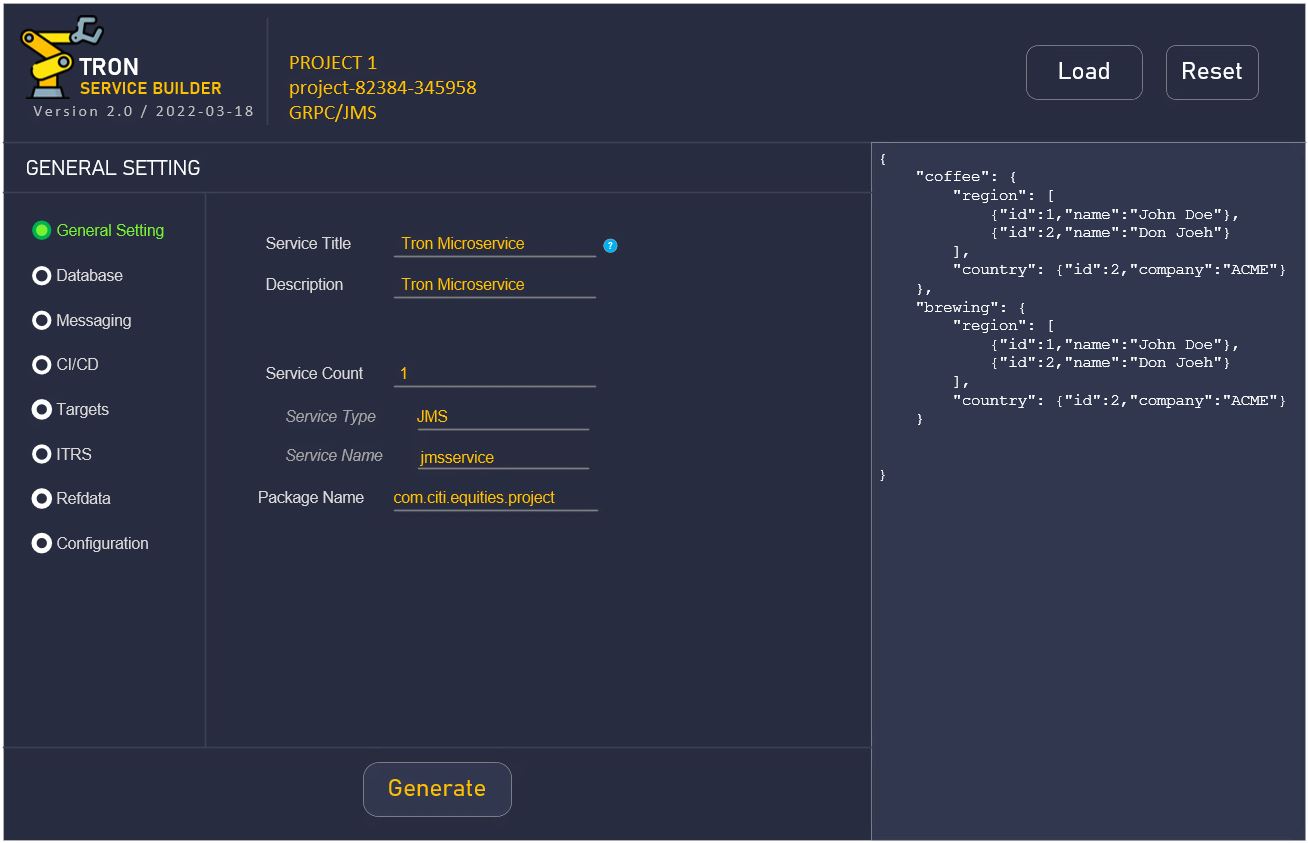 TRON
SERVICE BUILDER
Version 2.0 / 2022-03-18
PROJECT 1
project-82384-345958
GRPC/JMS
Load
Reset
GENERAL SETTING
General Setting
Database
Messaging
CI/CD
Targets
ITRS
Refdata
Configuration
Service Title Tron Microservice ?
Description Tron Microservice
Service Count 1
Service Type JMS
Service Name jmsservice
Package Name com.citi.equities.project
Generate
{
    "coffee": {
        "region": [
            {"id":1,"name":"John Doe"},
            {"id":2,"name":"Don Joeh"}
        ],
        "country": {"id":2,"company":"ACME"}
    },
    "brewing": {
        "region": [
            {"id":1,"name":"John Doe"},
            {"id":2,"name":"Don Joeh"}
        ],
        "country": {"id":2,"company":"ACME"}
    }
}